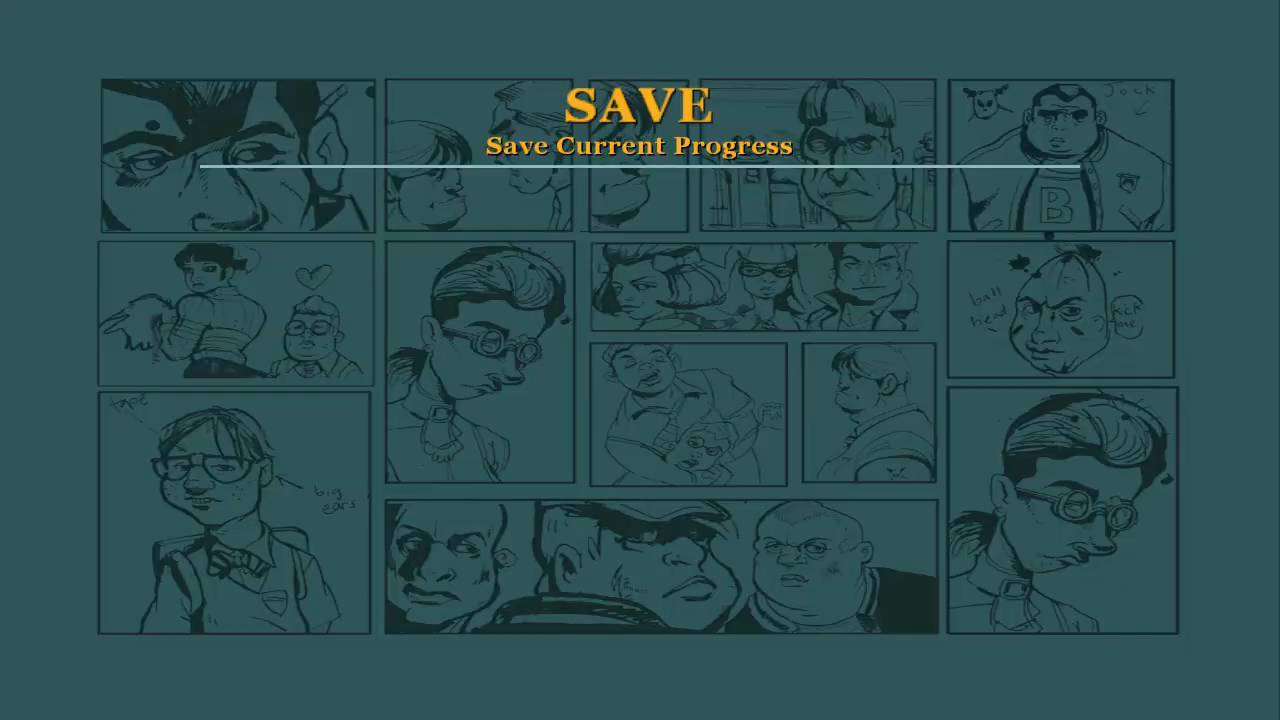 SAVE
Save Current Progress
Jock
B
ball
head
kick
me
tape
big
ears